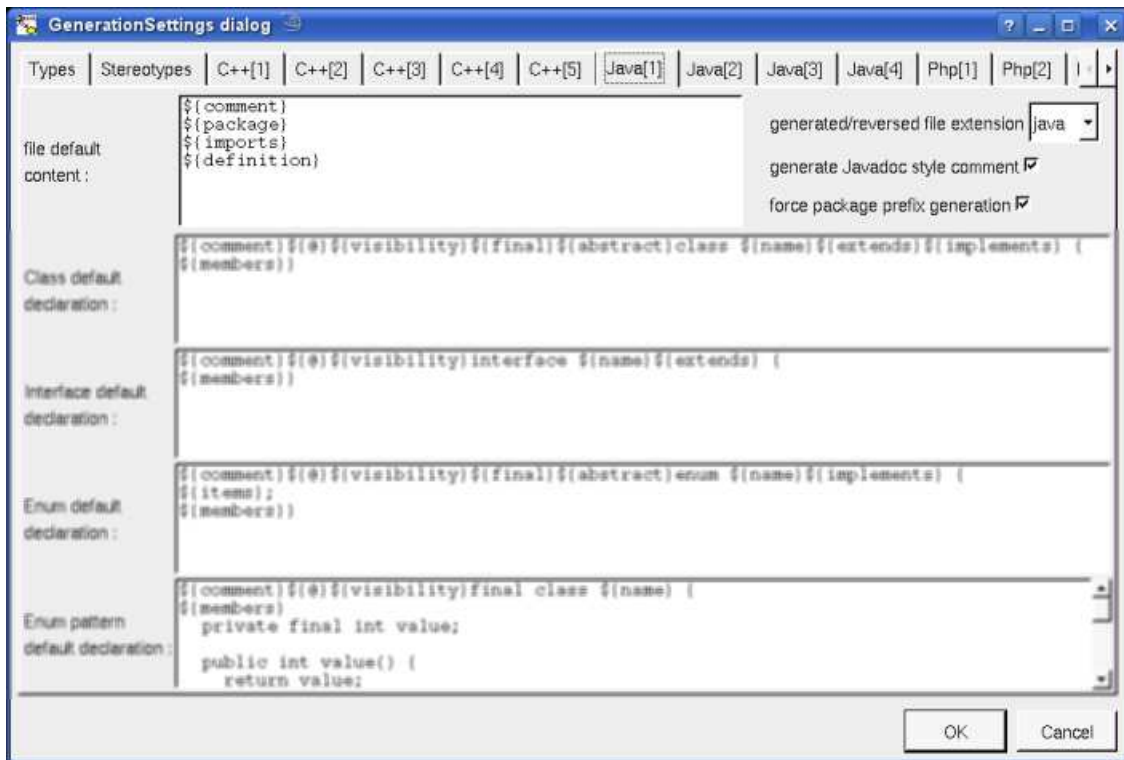 GenerationSettings dialog
Types Stereotypes C++[1] C++[2] C++[3] C++[4] C++[5] Java[1] Java[2] Java[3] Java[4] Php[1] Php[2]
file default
content :
${comment}
${package}
${imports}
${definition}
generated/reversed file extension java
generate Javadoc style comment
force package prefix generation
Class default
declaration :
${comment}${@}${visibility}${final}${abstract}class ${name}${extends}${implements} {
${members}}
Interface default
declaration :
${comment}${@}${visibility}interface ${name}${extends} {
${members}}
Enum default
declaration :
${comment}${@}${visibility}${final}${abstract}enum ${name}${implements} {
${items};
${members}}
Enum pattern
default declaration :
${comment}${@}${visibility}final class ${name} {
${members}
private final int value;
public int value() {
return value;
OK Cancel